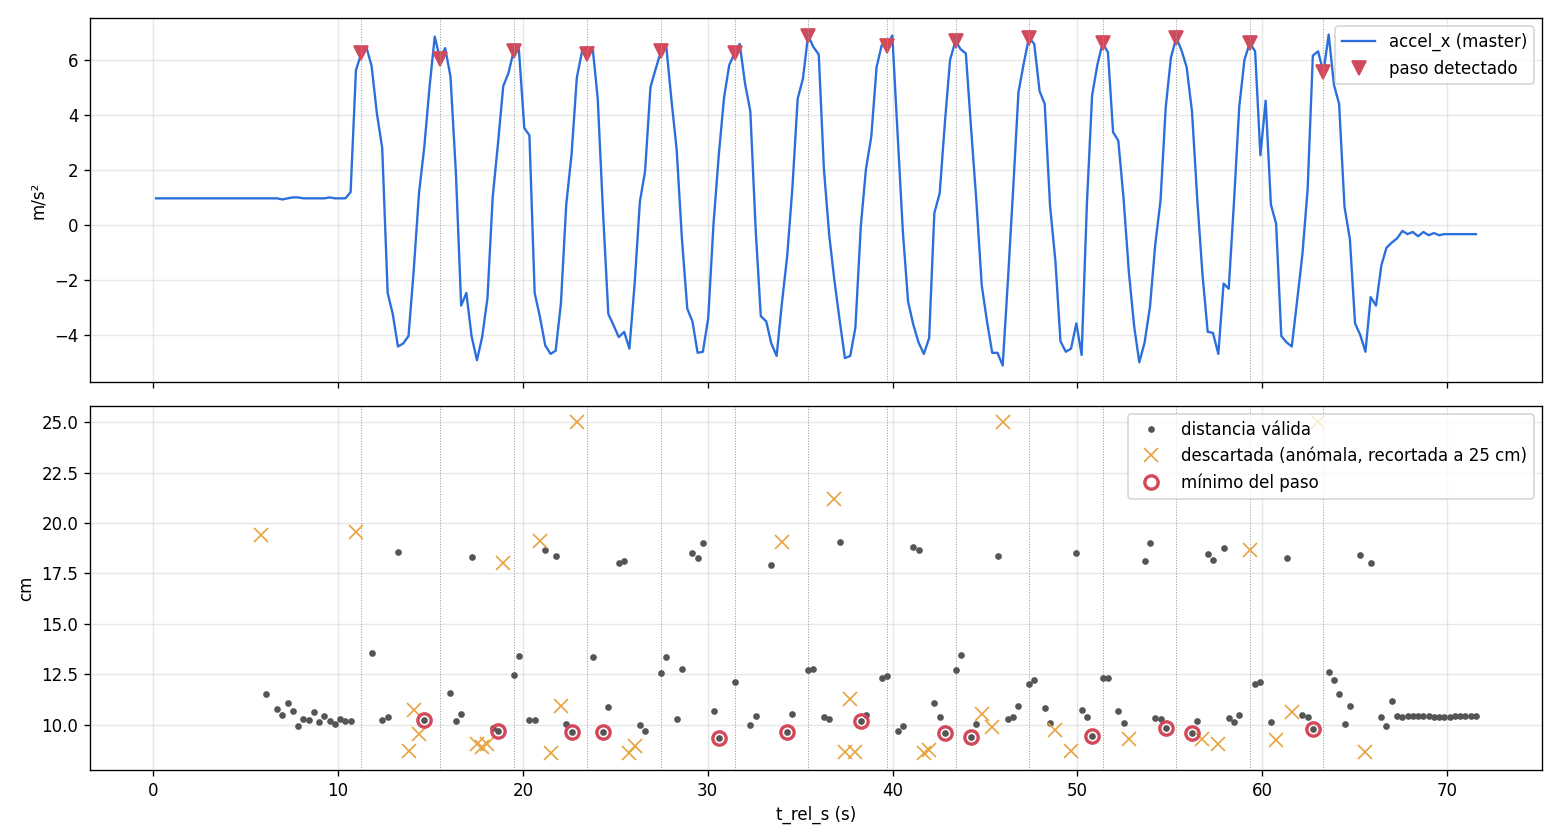 6
4
2
0
−2
−4
m/s²
accel_x (master)
paso detectado
25.0
22.5
20.0
17.5
15.0
12.5
10.0
cm
distancia válida
descartada (anómala, recortada a 25 cm)
mínimo del paso
0 10 20 30 40 50 60 70
t_rel_s (s)